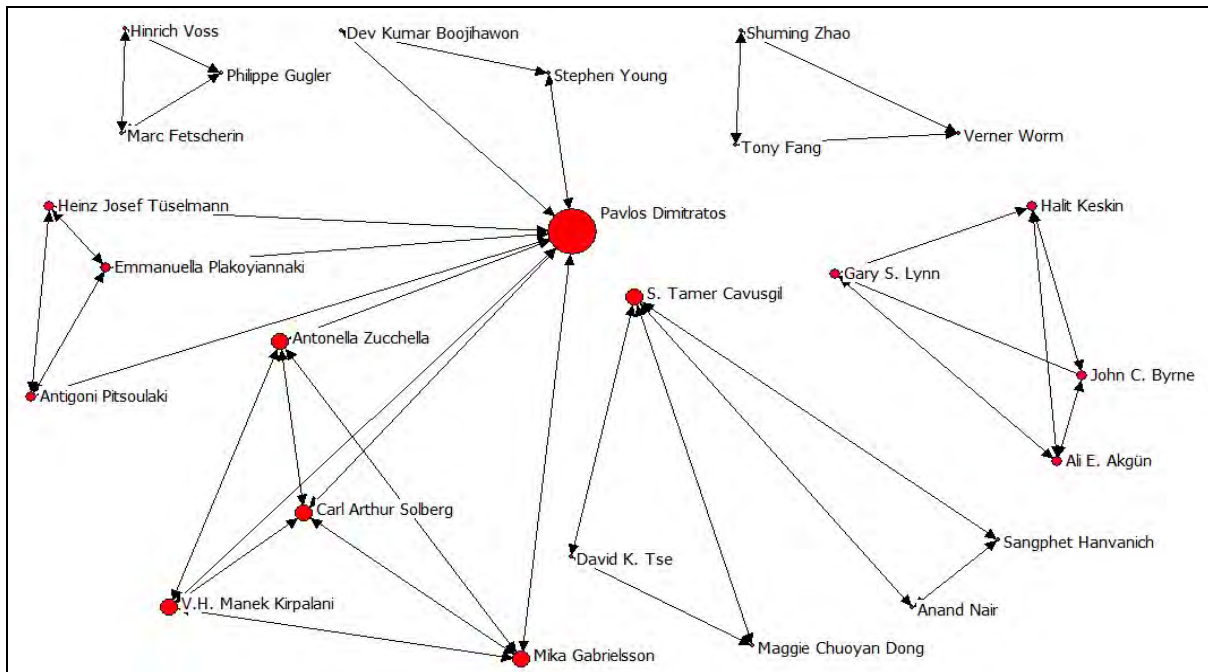 Hinrich Voss
Dev Kumar Boojihawon
Shuming Zhao
Philippe Gugler
Stephen Young
Marc Fetscherin
Verner Worm
Tony Fang
Heinz Josef Tüselmann
Pavlos Dimitratos
Halit Keskin
Emmanuella Plakoyiannaki
Gary S. Lynn
S. Tamer Cavusgil
Antonella Zucchella
John C. Byrne
Antigoni Pitsoulaki
Ali E. Akgün
Carl Arthur Solberg
Sangphet Hanvanich
David K. Tse
V.H. Manek Kirpalani
Anand Nair
Maggie Chuoyan Dong
Mika Gabrielsson